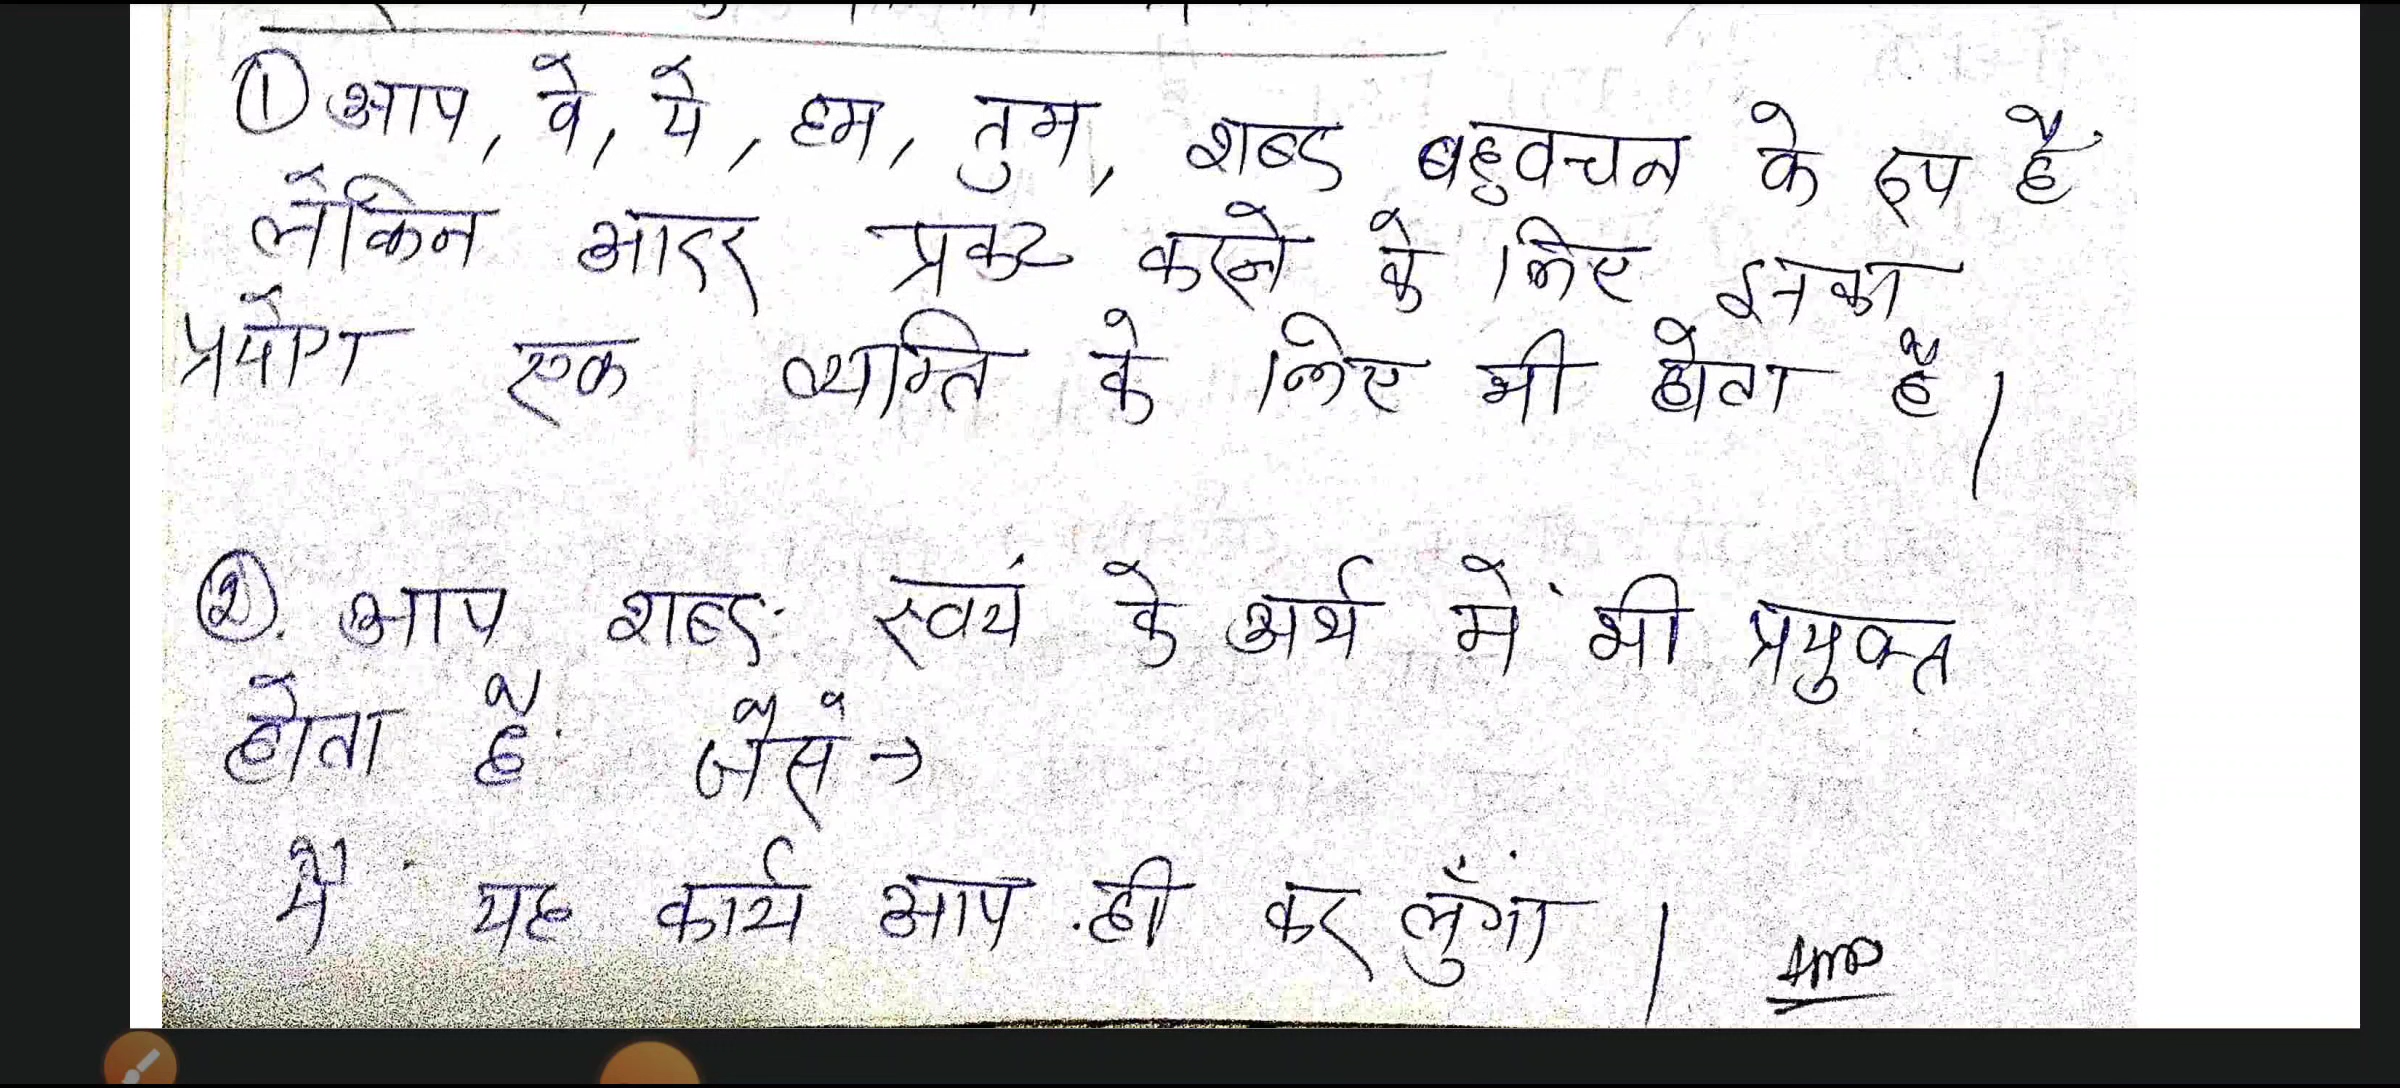 ① आप, वे, ये, हम, तुम, शब्द बहुवचन के रूप है
लेकिन आदर प्रकट करने के लिए इनका
प्रयोग एक व्यक्ति के लिए भी होता है।
②. आप शब्द स्वयं के अर्थ में भी प्रयुक्त
होता है जैसे →
मै यह कार्य आप ही कर लुँगा । Ans